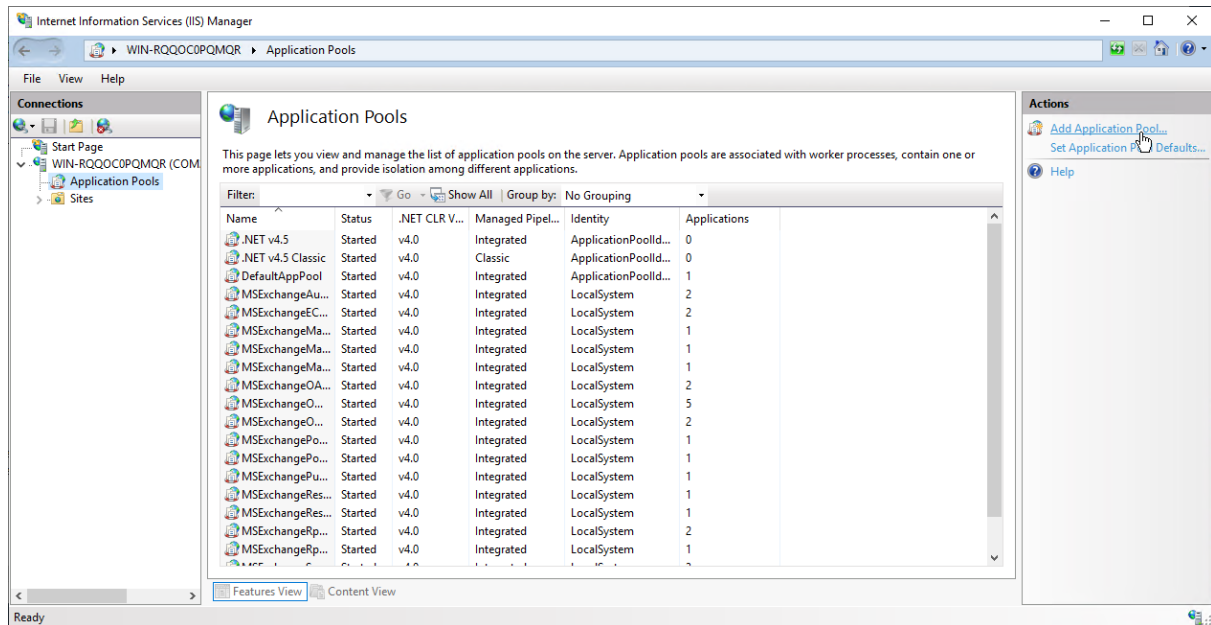 Internet Information Services (IIS) Manager
WIN-RQQOC0PQMQR Application Pools
File View Help
Connections
Start Page
WIN-RQQOC0PQMQR (COM
Application Pools
Sites
Application Pools
This page lets you view and manage the list of application pools on the server. Application pools are associated with worker processes, contain one or
more applications, and provide isolation among different applications.
Filter: Go Show All Group by: No Grouping
Name Status .NET CLR V... Managed Pipel... Identity Applications
.NET v4.5 Started v4.0 Integrated ApplicationPoolId... 0
.NET v4.5 Classic Started v4.0 Classic ApplicationPoolId... 0
DefaultAppPool Started v4.0 Integrated ApplicationPoolId... 1
MSExchangeAu... Started v4.0 Integrated LocalSystem 2
MSExchangeEC... Started v4.0 Integrated LocalSystem 2
MSExchangeMa... Started v4.0 Integrated LocalSystem 1
MSExchangeMa... Started v4.0 Integrated LocalSystem 1
MSExchangeMa... Started v4.0 Integrated LocalSystem 1
MSExchangeOA... Started v4.0 Integrated LocalSystem 2
MSExchangeO... Started v4.0 Integrated LocalSystem 5
MSExchangeO... Started v4.0 Integrated LocalSystem 2
MSExchangePo... Started v4.0 Integrated LocalSystem 1
MSExchangePo... Started v4.0 Integrated LocalSystem 1
MSExchangePu... Started v4.0 Integrated LocalSystem 1
MSExchangeRes... Started v4.0 Integrated LocalSystem 1
MSExchangeRes... Started v4.0 Integrated LocalSystem 1
MSExchangeRp... Started v4.0 Integrated LocalSystem 2
MSExchangeRp... Started v4.0 Integrated LocalSystem 1
Features View Content View
Actions
Add Application Pool...
Set Application Defaults...
Help
Ready